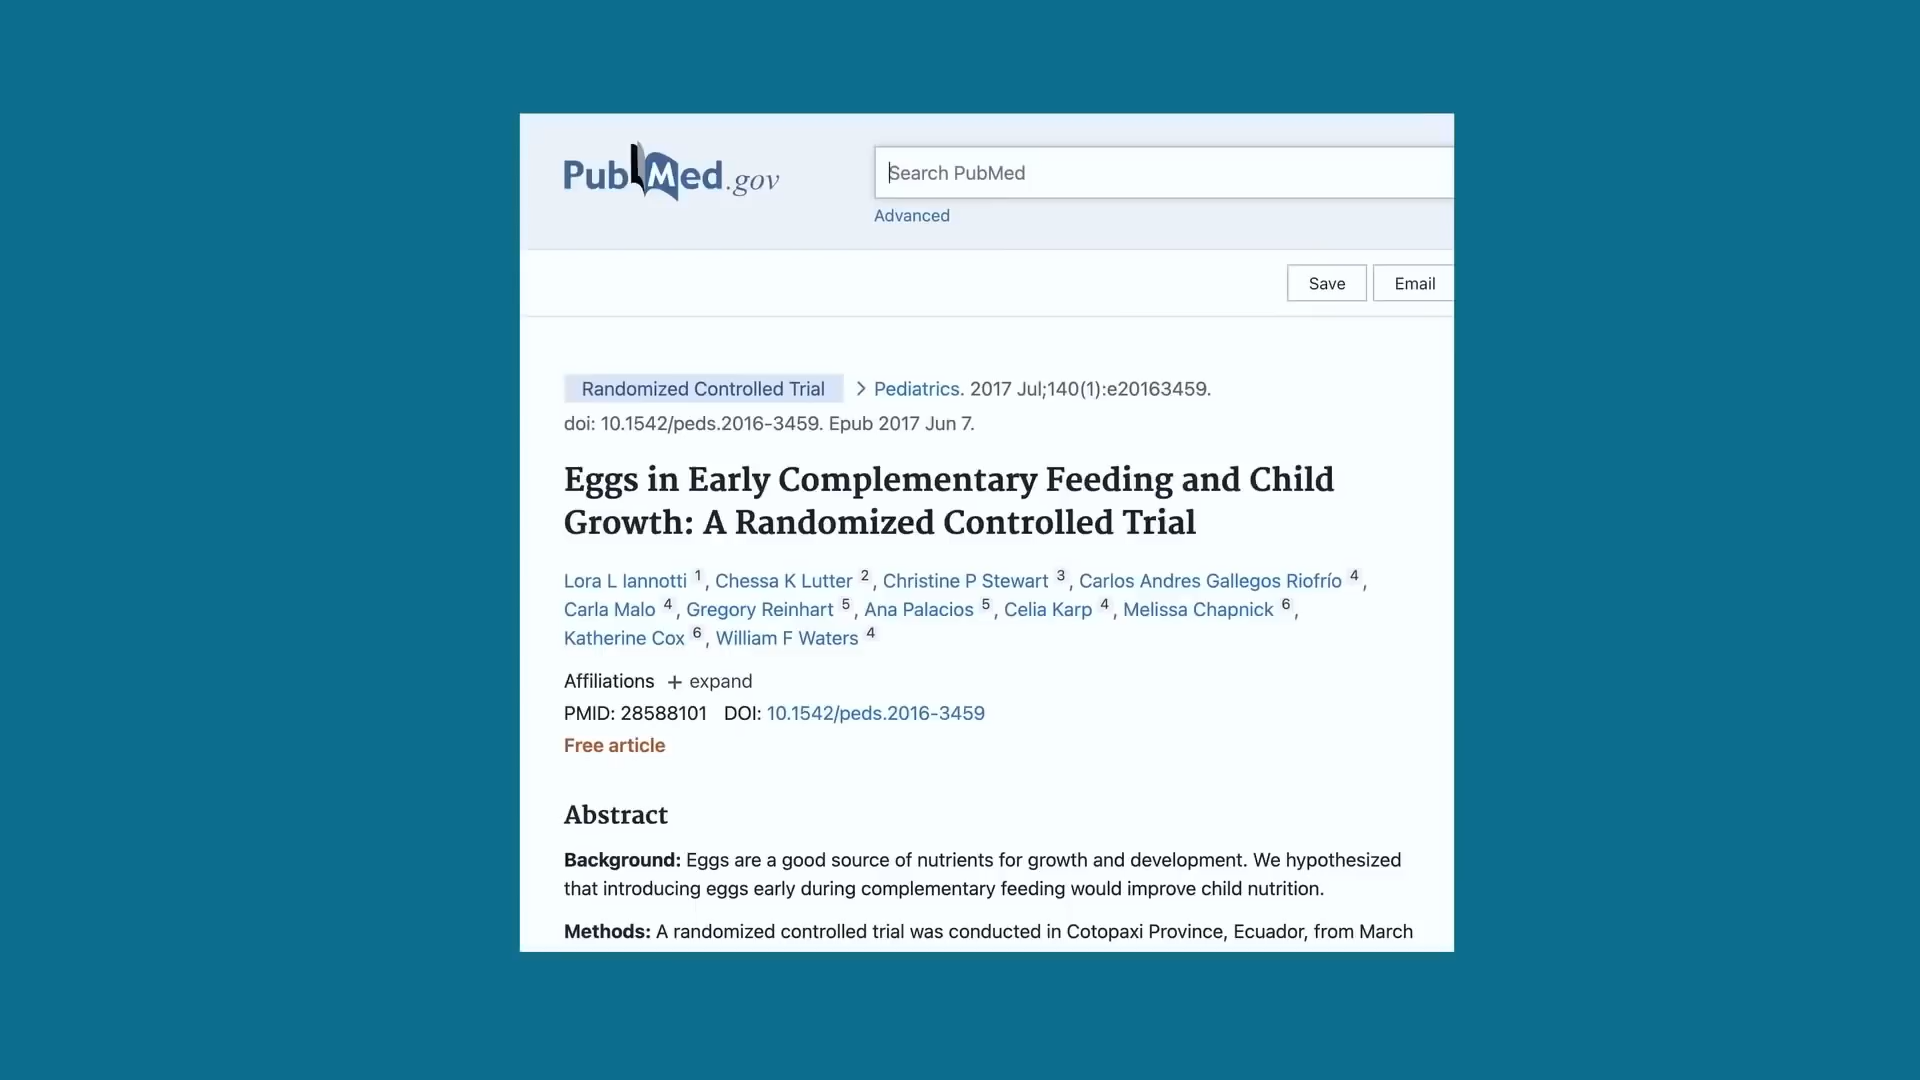 PubMed.gov
Search PubMed
Advanced
Save
Email
Randomized Controlled Trial > Pediatrics. 2017 Jul;140(1):e20163459.
doi: 10.1542/peds.2016-3459. Epub 2017 Jun 7.
Eggs in Early Complementary Feeding and Child
Growth: A Randomized Controlled Trial
Lora L Iannotti 1, Chessa K Lutter 2, Christine P Stewart 3, Carlos Andres Gallegos Riofrío 4,
Carla Malo 4, Gregory Reinhart 5, Ana Palacios 5, Celia Karp 4, Melissa Chapnick 6,
Katherine Cox 6, William F Waters 4
Affiliations + expand
PMID: 28588101 DOI: 10.1542/peds.2016-3459
Free article
Abstract
Background: Eggs are a good source of nutrients for growth and development. We hypothesized
that introducing eggs early during complementary feeding would improve child nutrition.
Methods: A randomized controlled trial was conducted in Cotopaxi Province, Ecuador, from March